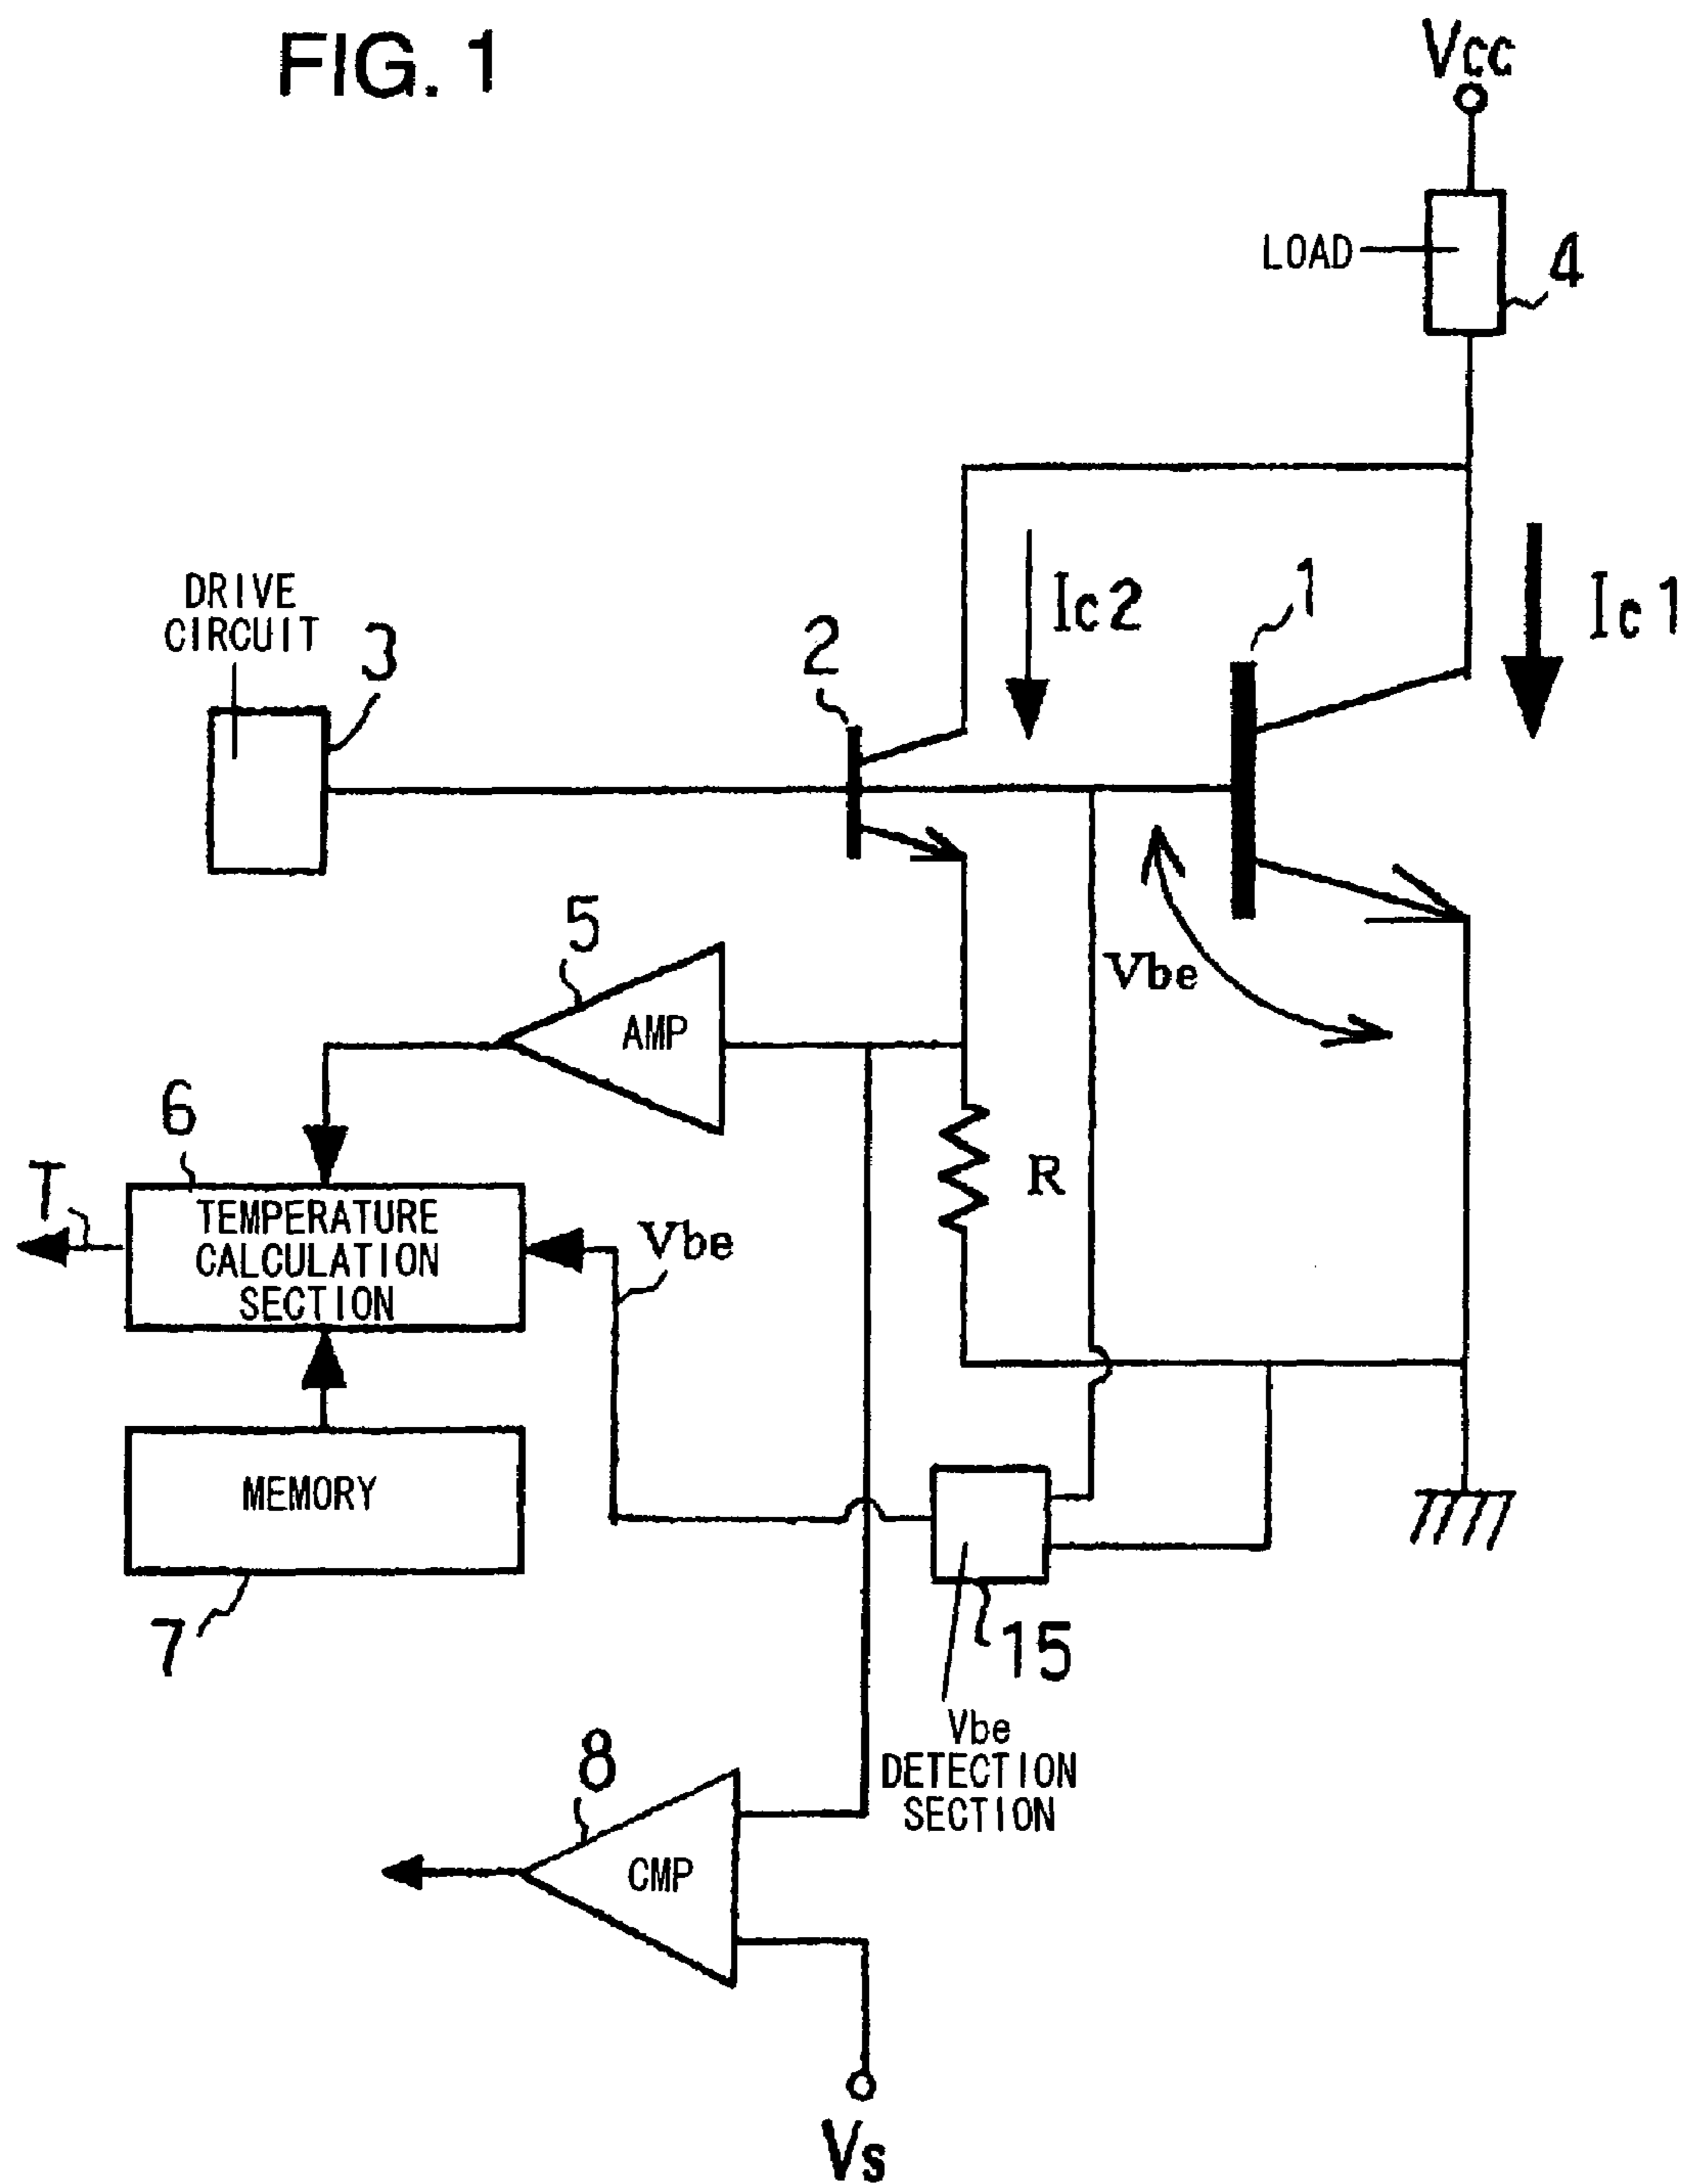 FIG. 1
Vcc
LOAD
4
DRIVE
CIRCUIT
3
2
Ic2
1
Ic1
5
AMP
Vbe
6
T
TEMPERATURE
CALCULATION
SECTION
Vbe
R
MEMORY
7
15
Vbe
DETECTION
SECTION
8
CMP
Vs